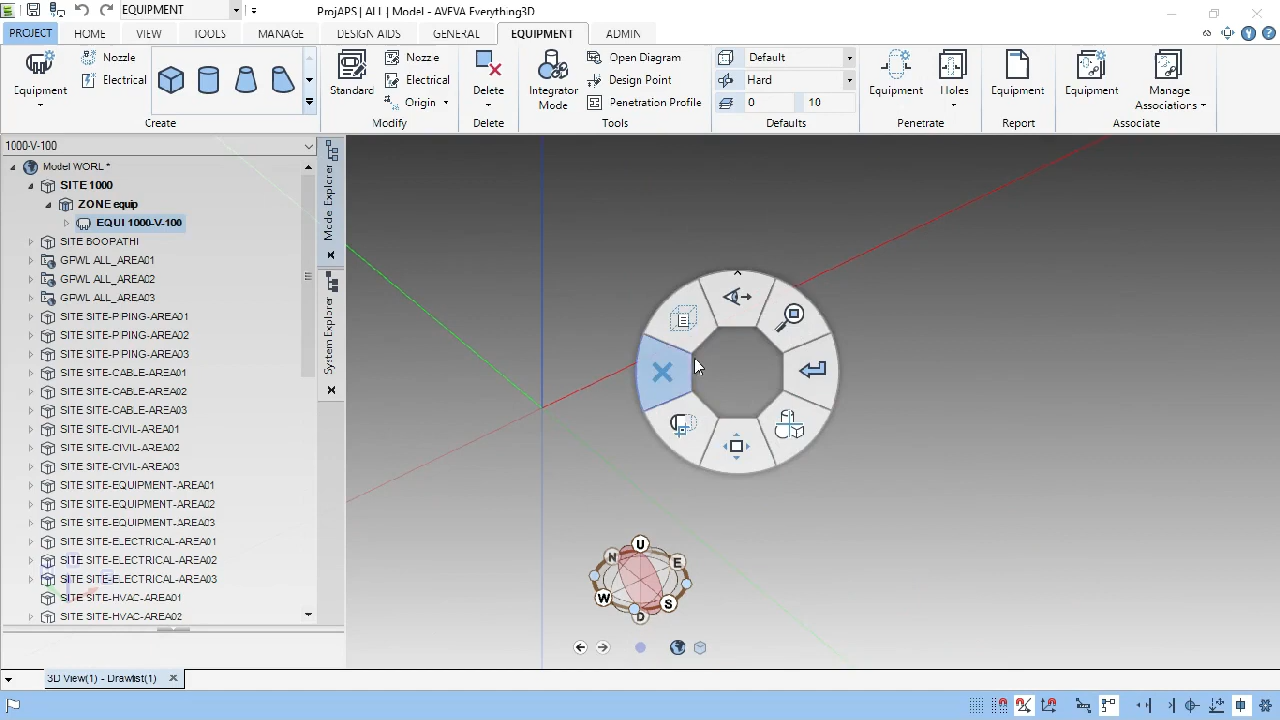 EQUIPMENT
ProjAPS | ALL | Model - AVEVA Everything3D
PROJECT HOME VIEW TOOLS MANAGE DESIGN AIDS GENERAL EQUIPMENT ADMIN
Equipment
Nozzle
Electrical
Create
Standard
Nozzle
Electrical
Origin
Modify
Delete
Delete
Integrator
Mode
Open Diagram
Design Point
Penetration Profile
Tools
Default
Hard
0 10
Defaults
Equipment
Holes
Penetrate
Equipment
Report
Equipment
Manage
Associations
Associate
1000-V-100
Model WORL *
SITE 1000
ZONE equip
EQUI 1000-V-100
SITE BOOPATHI
GPWL ALL_AREA01
GPWL ALL_AREA02
GPWL ALL_AREA03
SITE SITE-PIPING-AREA01
SITE SITE-PIPING-AREA02
SITE SITE-PIPING-AREA03
SITE SITE-CABLE-AREA01
SITE SITE-CABLE-AREA02
SITE SITE-CABLE-AREA03
SITE SITE-CIVIL-AREA01
SITE SITE-CIVIL-AREA02
SITE SITE-CIVIL-AREA03
SITE SITE-EQUIPMENT-AREA01
SITE SITE-EQUIPMENT-AREA02
SITE SITE-EQUIPMENT-AREA03
SITE SITE-ELECTRICAL-AREA01
SITE SITE-ELECTRICAL-AREA02
SITE SITE-ELECTRICAL-AREA03
SITE SITE-HVAC-AREA01
SITE SITE-HVAC-AREA02
Mode Explorer
System Explorer
U
N
E
W
S
D
3D View(1) - Drawlist(1)